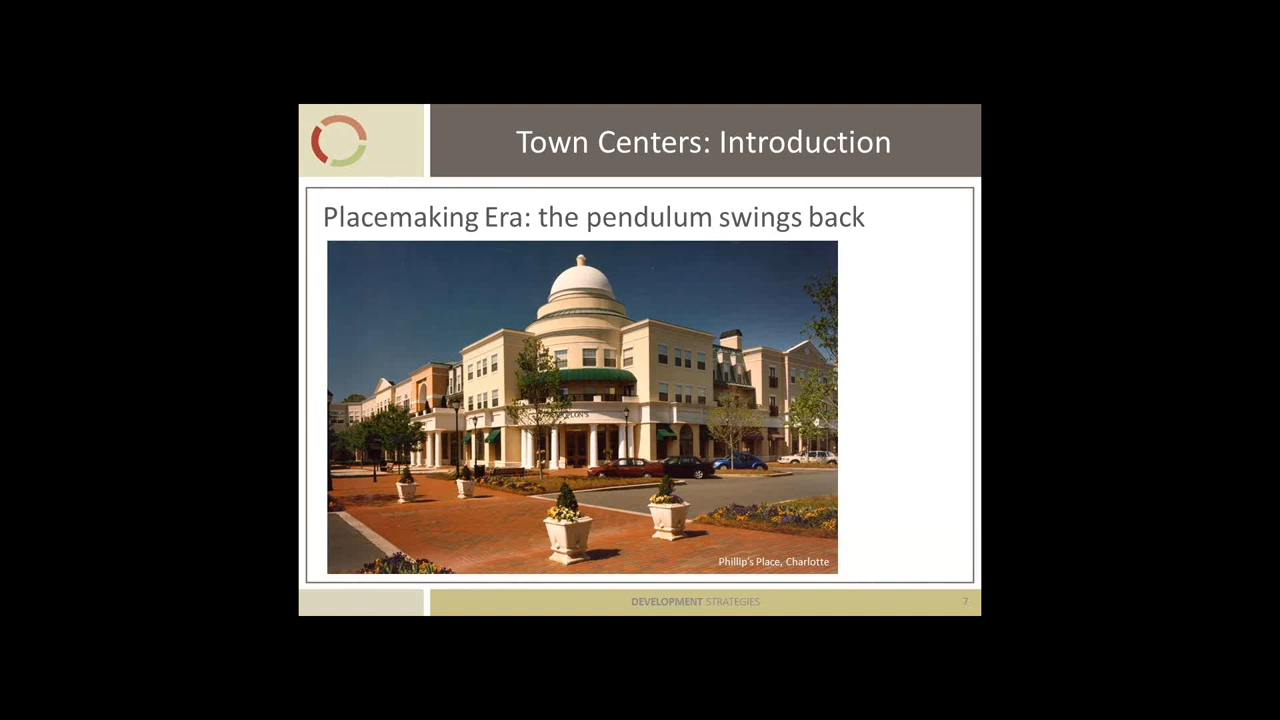 Town Centers: Introduction
Placemaking Era: the pendulum swings back
Phillip's Place, Charlotte
DEVELOPMENT STRATEGIES
7